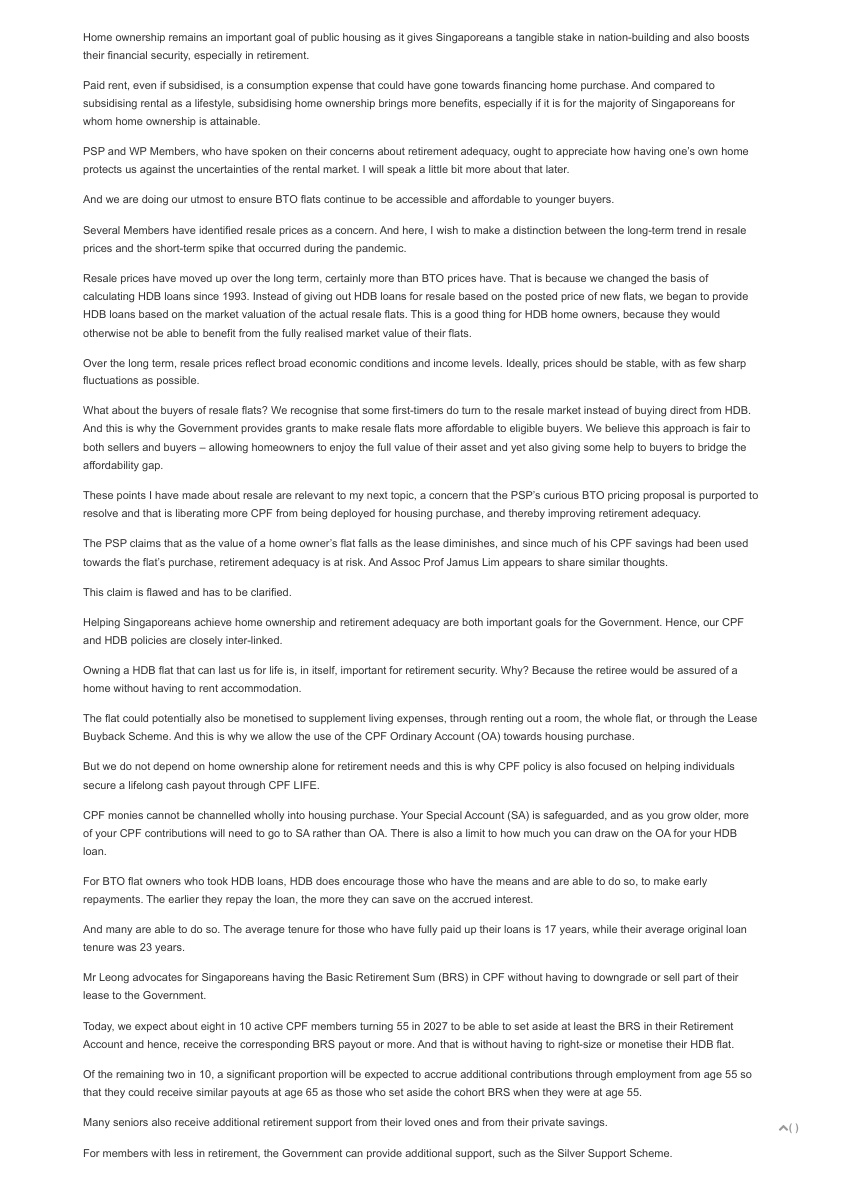 Home ownership remains an important goal of public housing as it gives Singaporeans a tangible stake in nation-building and also boosts
their financial security, especially in retirement.
Paid rent, even if subsidised, is a consumption expense that could have gone towards financing home purchase. And compared to
subsidising rental as a lifestyle, subsidising home ownership brings more benefits, especially if it is for the majority of Singaporeans for
whom home ownership is attainable.
PSP and WP Members, who have spoken on their concerns about retirement adequacy, ought to appreciate how having one's own home
protects us against the uncertainties of the rental market. I will speak a little bit more about that later.
And we are doing our utmost to ensure BTO flats continue to be accessible and affordable to younger buyers.
Several Members have identified resale prices as a concern. And here, I wish to make a distinction between the long-term trend in resale
prices and the short-term spike that occurred during the pandemic.
Resale prices have moved up over the long term, certainly more than BTO prices have. That is because we changed the basis of
calculating HDB loans since 1993. Instead of giving out HDB loans for resale based on the posted price of new flats, we began to provide
HDB loans based on the market valuation of the actual resale flats. This is a good thing for HDB home owners, because they would
otherwise not be able to benefit from the fully realised market value of their flats.
Over the long term, resale prices reflect broad economic conditions and income levels. Ideally, prices should be stable, with as few sharp
fluctuations as possible.
What about the buyers of resale flats? We recognise that some first-timers do turn to the resale market instead of buying direct from HDB.
And this is why the Government provides grants to make resale flats more affordable to eligible buyers. We believe this approach is fair to
both sellers and buyers – allowing homeowners to enjoy the full value of their asset and yet also giving some help to buyers to bridge the
affordability gap.
These points I have made about resale are relevant to my next topic, a concern that the PSP's curious BTO pricing proposal is purported to
resolve and that is liberating more CPF from being deployed for housing purchase, and thereby improving retirement adequacy.
The PSP claims that as the value of a home owner's flat falls as the lease diminishes, and since much of his CPF savings had been used
towards the flat's purchase, retirement adequacy is at risk. And Assoc Prof Jamus Lim appears to share similar thoughts.
This claim is flawed and has to be clarified.
Helping Singaporeans achieve home ownership and retirement adequacy are both important goals for the Government. Hence, our CPF
and HDB policies are closely inter-linked.
Owning a HDB flat that can last us for life is, in itself, important for retirement security. Why? Because the retiree would be assured of a
home without having to rent accommodation.
The flat could potentially also be monetised to supplement living expenses, through renting out a room, the whole flat, or through the Lease
Buyback Scheme. And this is why we allow the use of the CPF Ordinary Account (OA) towards housing purchase.
But we do not depend on home ownership alone for retirement needs and this is why CPF policy is also focused on helping individuals
secure a lifelong cash payout through CPF LIFE.
CPF monies cannot be channelled wholly into housing purchase. Your Special Account (SA) is safeguarded, and as you grow older, more
of your CPF contributions will need to go to SA rather than OA. There is also a limit to how much you can draw on the OA for your HDB
loan.
For BTO flat owners who took HDB loans, HDB does encourage those who have the means and are able to do so, to make early
repayments. The earlier they repay the loan, the more they can save on the accrued interest.
And many are able to do so. The average tenure for those who have fully paid up their loans is 17 years, while their average original loan
tenure was 23 years.
Mr Leong advocates for Singaporeans having the Basic Retirement Sum (BRS) in CPF without having to downgrade or sell part of their
lease to the Government.
Today, we expect about eight in 10 active CPF members turning 55 in 2027 to be able to set aside at least the BRS in their Retirement
Account and hence, receive the corresponding BRS payout or more. And that is without having to right-size or monetise their HDB flat.
Of the remaining two in 10, a significant proportion will be expected to accrue additional contributions through employment from age 55 so
that they could receive similar payouts at age 65 as those who set aside the cohort BRS when they were at age 55.
Many seniors also receive additional retirement support from their loved ones and from their private savings.
( )
For members with less in retirement, the Government can provide additional support, such as the Silver Support Scheme.